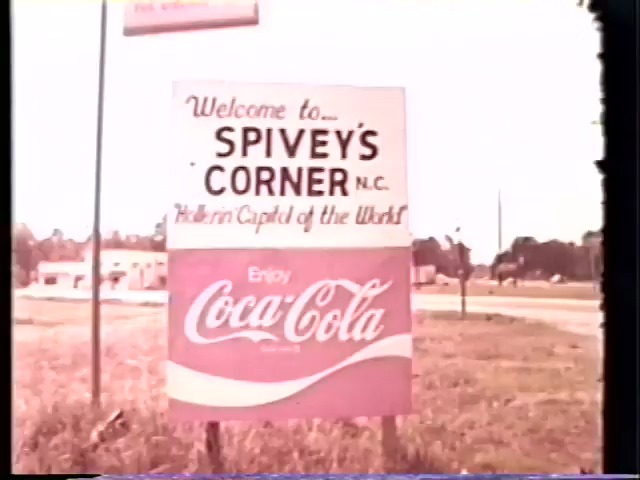 Welcome to...
SPIVEY'S
CORNER N.C.
"Hollerin' Capitol of the World"
Enjoy
Coca-Cola